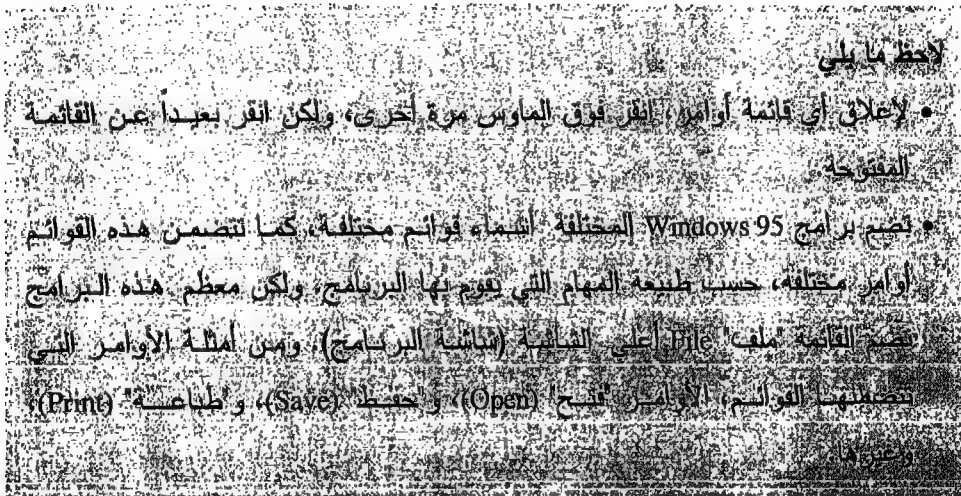 لاحظ ما يلي
• لإغلاق أي قائمة أوامر، انقر فوق الماوس مرة أخرى، ولكن انقر بعيداً عن القائمة
المفتوحة
• تضم برامج Windows 95 المختلفة أسماء قوائم مختلفة، كما تتضمن هذه القوائم
أوامر مختلفة، حسب طبيعة المهام التي يقوم بها البرنامج، ولكن معظم هذه البرامج
تضم القائمة "ملف" File أعلى الشاشة (شاشة البرنامج). ومن أمثلة الأوامر التي
تتضمنها القوائم، الأوامر "فتح" (Open)، و"حفظ" (Save)، و"طباعة" (Print)،
وغيرها